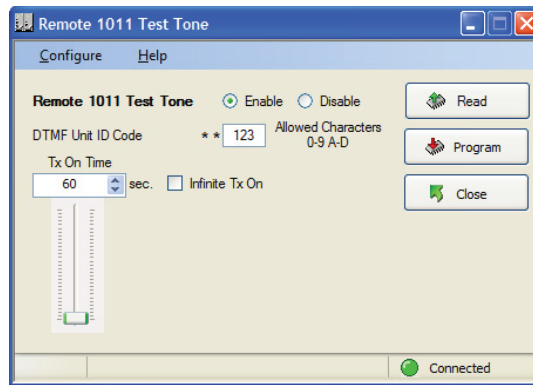 Remote 1011 Test Tone
Configure Help
Remote 1011 Test Tone Enable Disable Read
DTMF Unit ID Code * * 123 Allowed Characters
0-9 A-D
Program
Tx On Time
60 sec. Infinite Tx On
Close
Connected